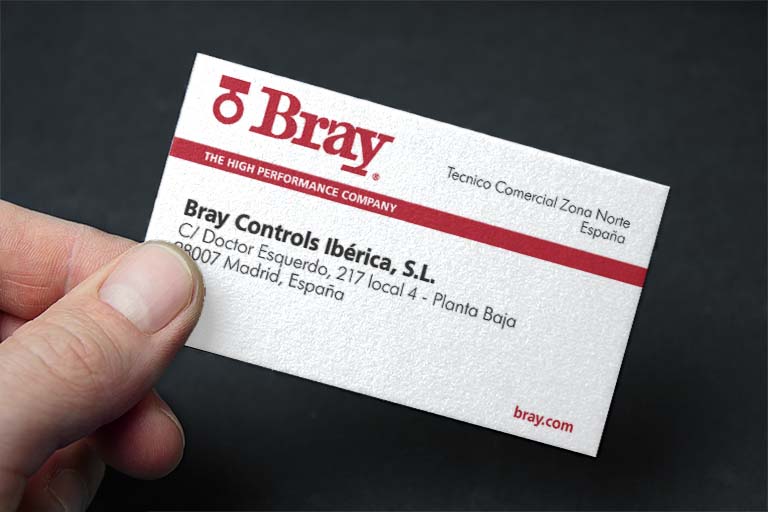 Bray®
THE HIGH PERFORMANCE COMPANY
Tecnico Comercial Zona Norte
España
Bray Controls Ibérica, S.L.
C/ Doctor Esquerdo, 217 local 4 - Planta Baja
28007 Madrid, España
bray.com